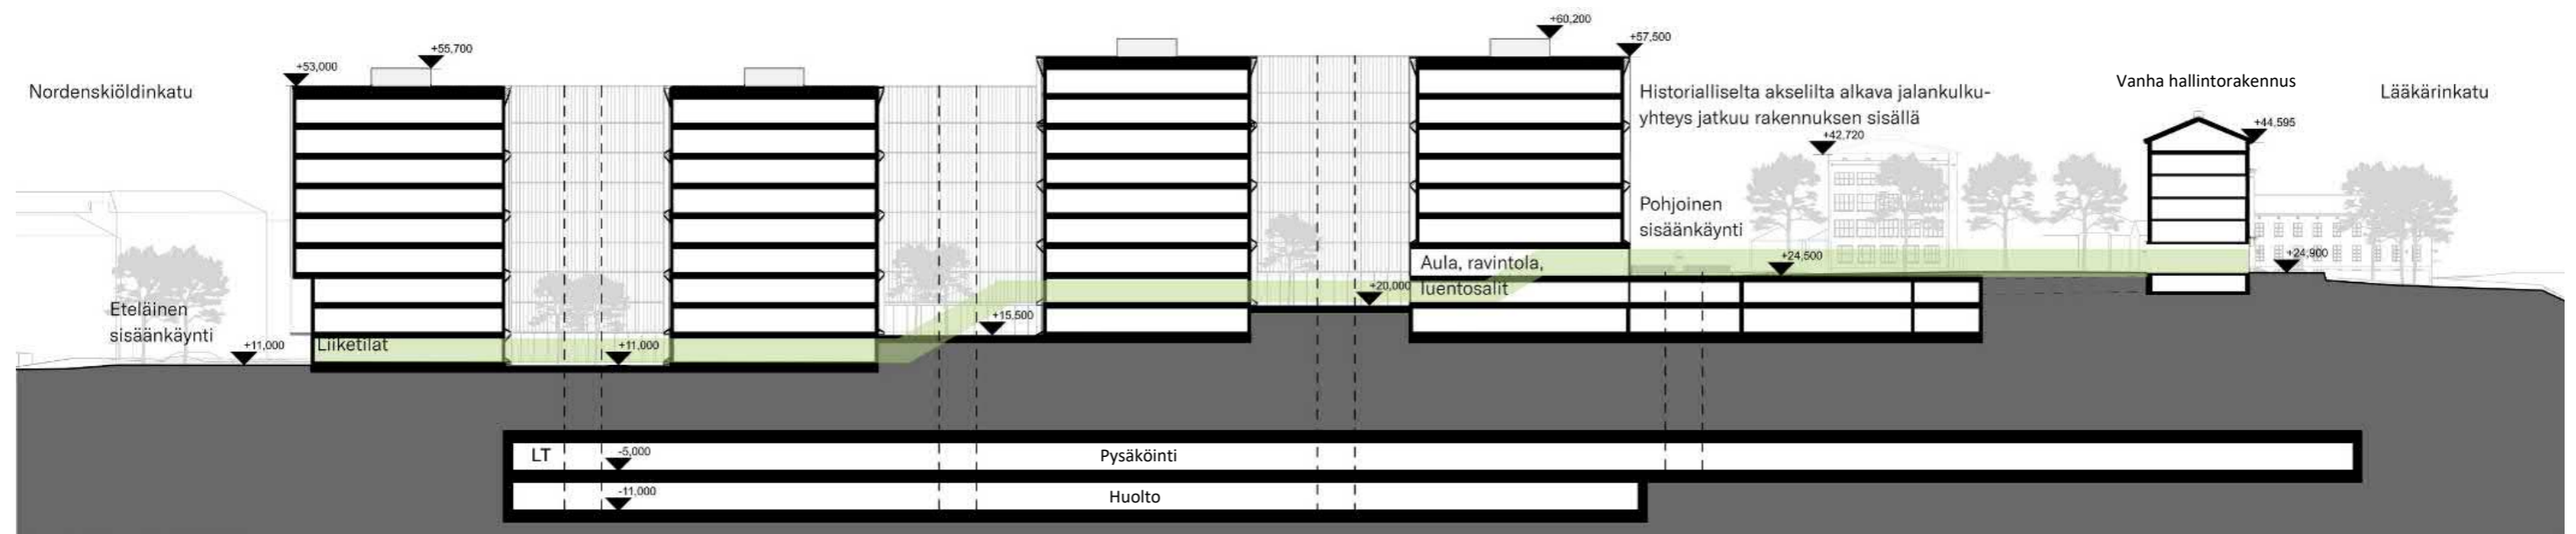 +60,200
+57,500
+55,700
+53,000
Nordenskiöldinkatu
Historialliselta akselilta alkava jalankulku-
yhteys jatkuu rakennuksen sisällä
+42,720
Vanha hallintorakennus
Lääkärinkatu
+44,595
Pohjoinen
sisäänkäynti
+24,500
+24,900
Aula, ravintola,
luentosalit
+20,000
Eteläinen
sisäänkäynti
+15,500
+11,000
Liiketilat
+11,000
LT
-5,000
Pysäköinti
-11,000
Huolto